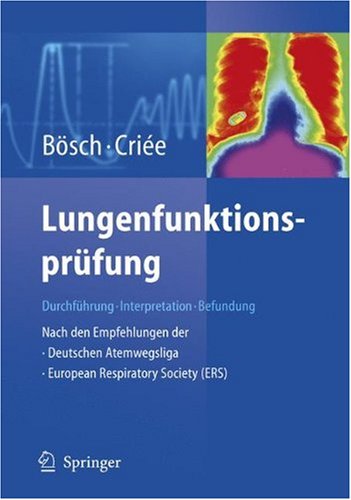 Bösch · Criée
Lungenfunktions-
prüfung
Durchführung · Interpretation · Befundung
Nach den Empfehlungen der
· Deutschen Atemwegsliga
· European Respiratory Society (ERS)
Springer